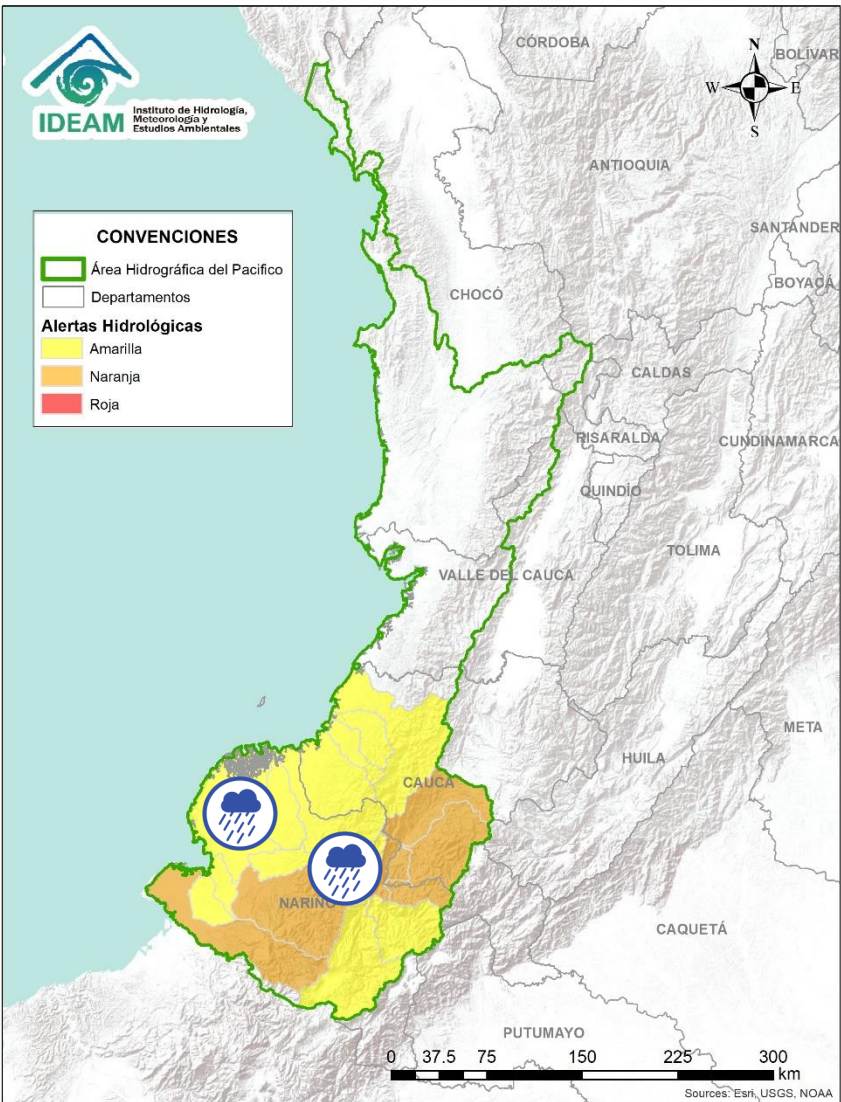 IDEAM
Instituto de Hidrología,
Meteorología y
Estudios Ambientales
CÓRDOBA
BOLÍVAR
N
W
E
S
ANTIOQUIA
SANTANDER
BOYACÁ
CONVENCIONES
Área Hidrográfica del Pacifico
Departamentos
Alertas Hidrológicas
Amarilla
Naranja
Roja
CHOCÓ
CALDAS
RISARALDA
CUNDINAMARCA
QUINDÍO
TOLIMA
VALLE DEL CAUCA
META
HUILA
CAUCA
NARIÑO
CAQUETÁ
PUTUMAYO
0 37.5 75 150 225 300
km
Sources: Esri, USGS, NOAA